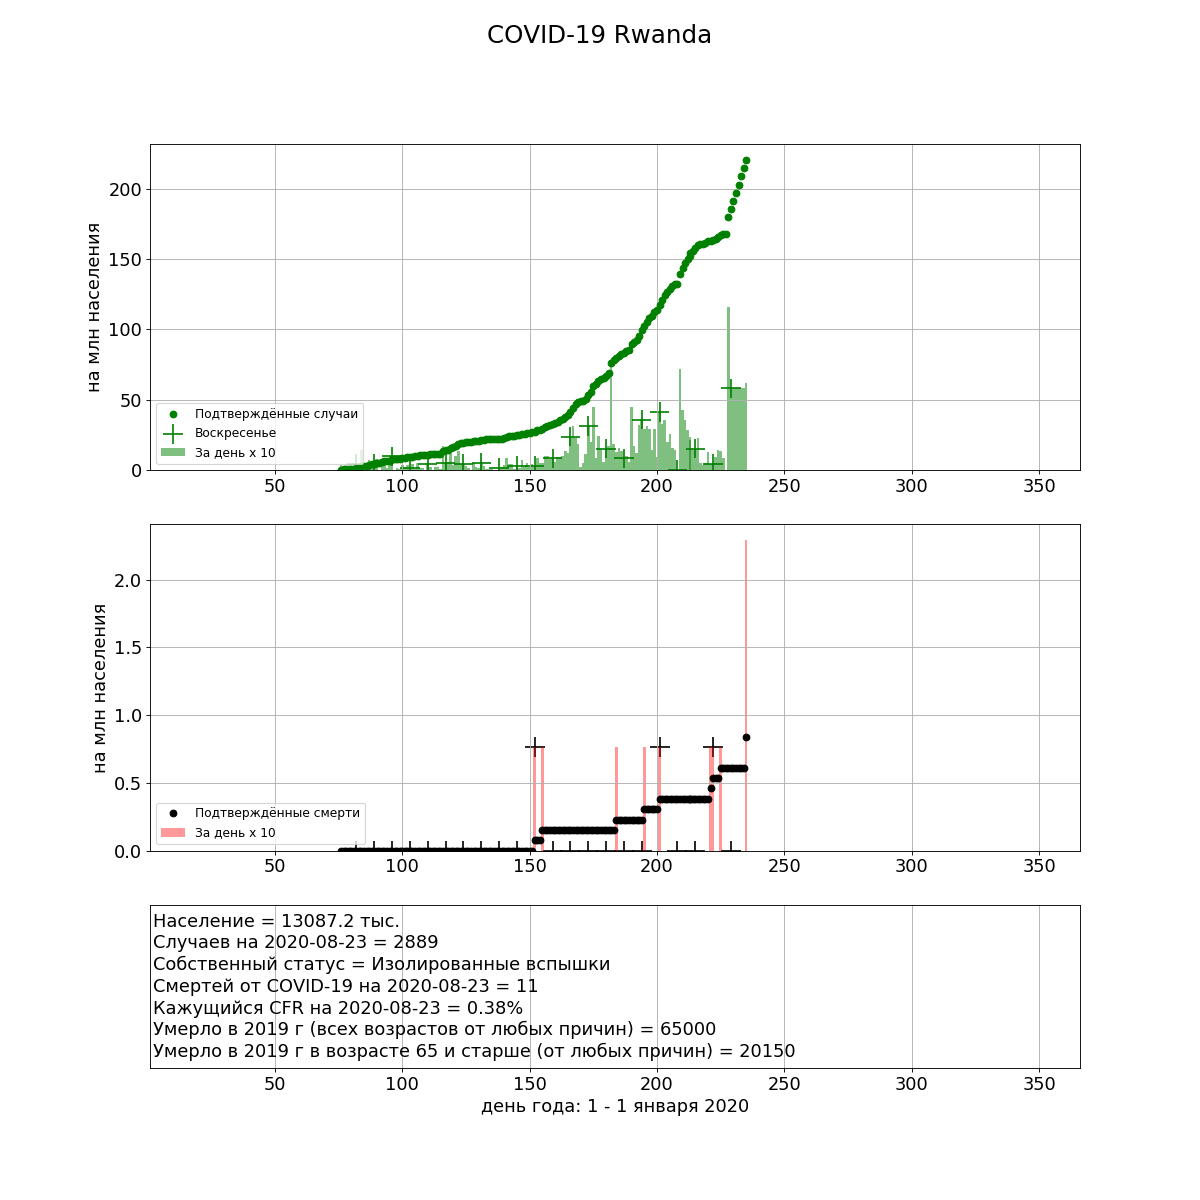 COVID-19 Rwanda
на млн населения
200
150
100
50
0
Подтверждённые случаи
Воскресенье
За день x 10
50 100 150 200 250 300 350
на млн населения
2.0
1.5
1.0
0.5
0.0
Подтверждённые смерти
За день x 10
50 100 150 200 250 300 350
Население = 13087.2 тыс.
Случаев на 2020-08-23 = 2889
Собственный статус = Изолированные вспышки
Смертей от COVID-19 на 2020-08-23 = 11
Кажущийся CFR на 2020-08-23 = 0.38%
Умерло в 2019 г (всех возрастов от любых причин) = 65000
Умерло в 2019 г в возрасте 65 и старше (от любых причин) = 20150
50 100 150 200 250 300 350
день года: 1 - 1 января 2020